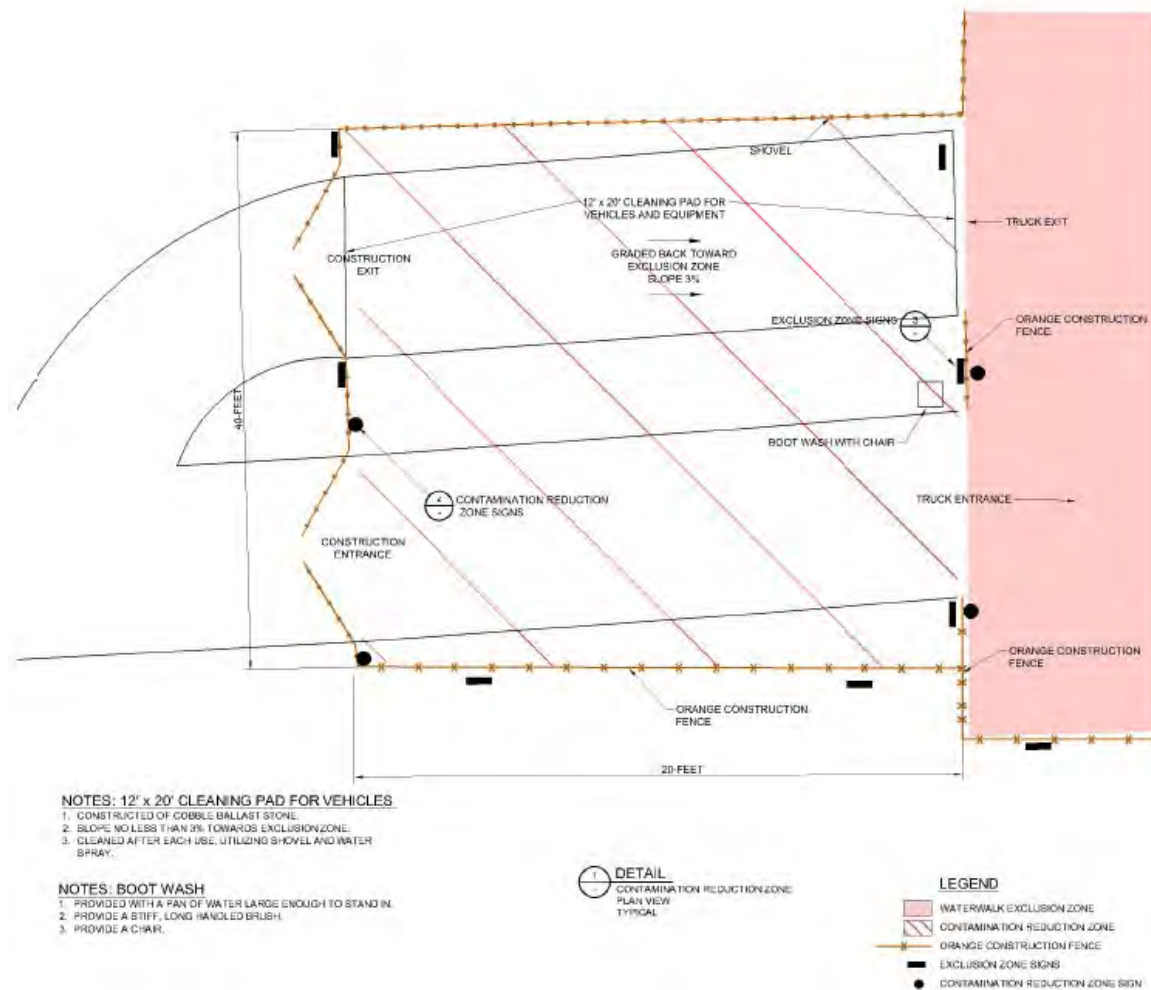 SHOVEL
12' x 20' CLEANING PAD FOR
VEHICLES AND EQUIPMENT
TRUCK EXIT
CONSTRUCTION
EXIT
GRADED BACK TOWARD
EXCLUSION ZONE
SLOPE 3%
EXCLUSION ZONE SIGNS
3
-
ORANGE CONSTRUCTION
FENCE
40-FEET
BOOT WASH WITH CHAIR
4
-
CONTAMINATION REDUCTION
ZONE SIGNS
TRUCK ENTRANCE
CONSTRUCTION
ENTRANCE
ORANGE CONSTRUCTION
FENCE
ORANGE CONSTRUCTION
FENCE
20-FEET
NOTES: 12' x 20' CLEANING PAD FOR VEHICLES
1. CONSTRUCTED OF COBBLE BALLAST STONE.
2. SLOPE NO LESS THAN 3% TOWARDS EXCLUSION ZONE.
3. CLEANED AFTER EACH USE, UTILIZING SHOVEL AND WATER
SPRAY.
NOTES: BOOT WASH
1. PROVIDED WITH A PAN OF WATER LARGE ENOUGH TO STAND IN.
2. PROVIDE A STIFF, LONG HANDLED BRUSH.
3. PROVIDE A CHAIR.
1
-
DETAIL
CONTAMINATION REDUCTION ZONE
PLAN VIEW
TYPICAL
LEGEND
WATERWALK EXCLUSION ZONE
CONTAMINATION REDUCTION ZONE
ORANGE CONSTRUCTION FENCE
EXCLUSION ZONE SIGNS
CONTAMINATION REDUCTION ZONE SIGN